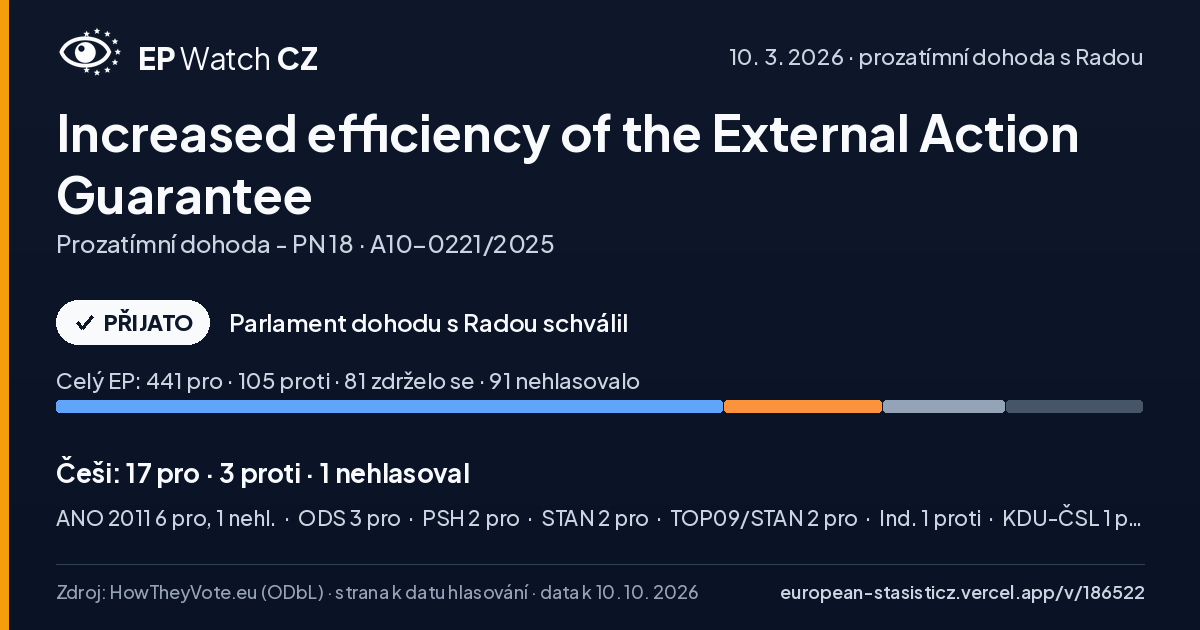 EP Watch CZ
10. 3. 2026 · prozatímní dohoda s Radou
Increased efficiency of the External Action
Guarantee
Prozatímní dohoda - PN 18 · A10-0221/2025
✓ PŘIJATO
Parlament dohodu s Radou schválil
Celý EP: 441 pro · 105 proti · 81 zdrželo se · 91 nehlasovalo
Češi: 17 pro · 3 proti · 1 nehlasoval
ANO 2011 6 pro, 1 nehl. · ODS 3 pro · PSH 2 pro · STAN 2 pro · TOP09/STAN 2 pro · Ind. 1 proti · KDU-ČSL 1 p…
Zdroj: HowTheyVote.eu (ODbL) · strana k datu hlasování · data k 10. 10. 2026
european-stasisticz.vercel.app/v/186522